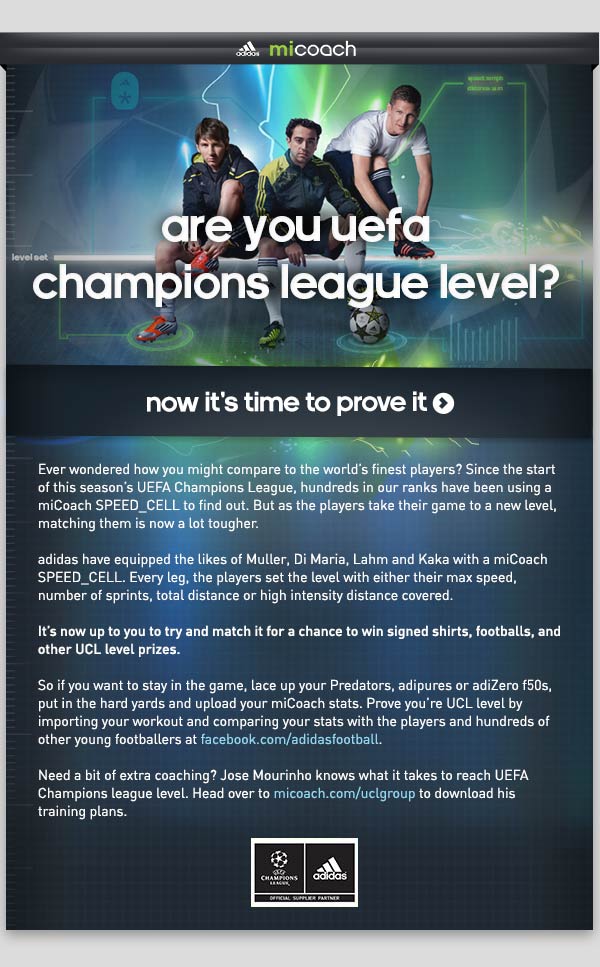 adidas micoach
speed: kmph
distance: km
are you uefa
level set
champions league level?
now it's time to prove it
Ever wondered how you might compare to the world's finest players? Since the start
of this season's UEFA Champions League, hundreds in our ranks have been using a
miCoach SPEED_CELL to find out. But as the players take their game to a new level,
matching them is now a lot tougher.
adidas have equipped the likes of Muller, Di Maria, Lahm and Kaka with a miCoach
SPEED_CELL. Every leg, the players set the level with either their max speed,
number of sprints, total distance or high intensity distance covered.
It's now up to you to try and match it for a chance to win signed shirts, footballs, and
other UCL level prizes.
So if you want to stay in the game, lace up your Predators, adipures or adiZero f50s,
put in the hard yards and upload your miCoach stats. Prove you're UCL level by
importing your workout and comparing your stats with the players and hundreds of
other young footballers at facebook.com/adidasfootball.
Need a bit of extra coaching? Jose Mourinho knows what it takes to reach UEFA
Champions league level. Head over to micoach.com/uclgroup to download his
training plans.
UEFA
CHAMPIONS
LEAGUE
adidas
OFFICIAL SUPPLIER PARTNER